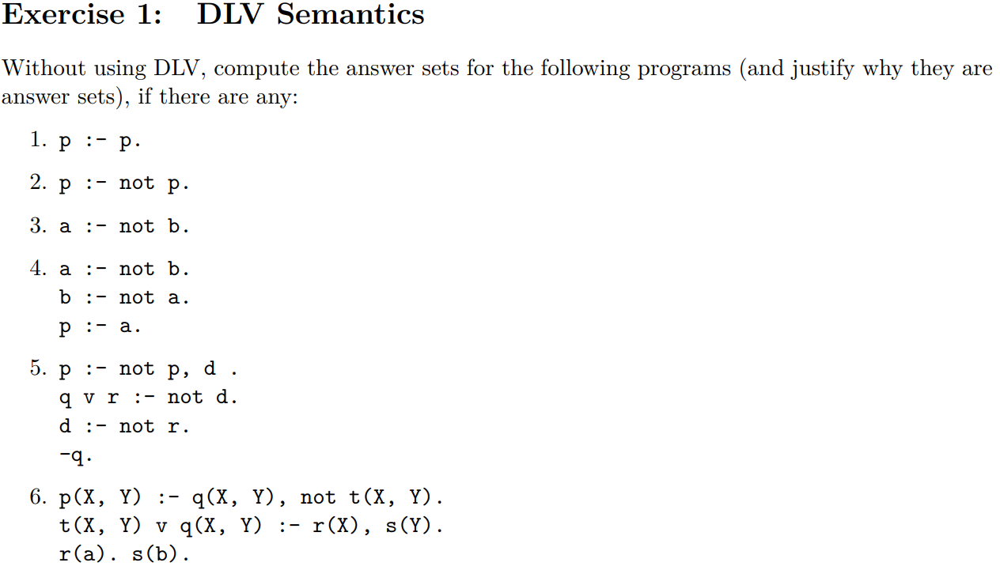 Exercise 1: DLV Semantics
Without using DLV, compute the answer sets for the following programs (and justify why they are
answer sets), if there are any:
1. p :- p.
2. p :- not p.
3. a :- not b.
4. a :- not b.
b :- not a.
p :- a.
5. p :- not p, d .
q v r :- not d.
d :- not r.
-q.
6. p(X, Y) :- q(X, Y), not t(X, Y).
t(X, Y) v q(X, Y) :- r(X), s(Y).
r(a). s(b).